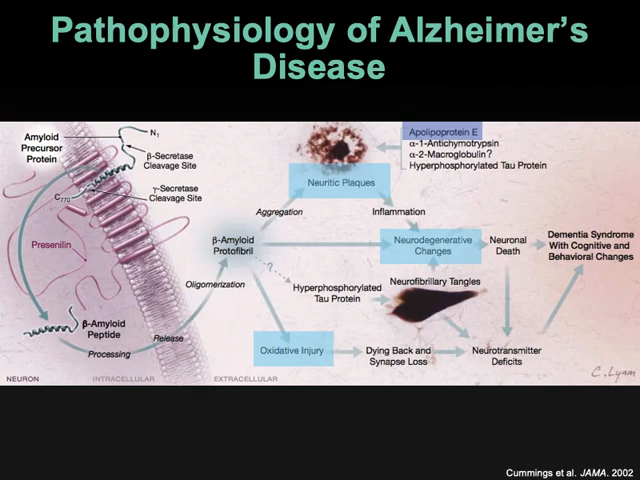 Pathophysiology of Alzheimer's
Disease
Amyloid
Precursor
Protein
N₁
β-Secretase
Cleavage Site
γ-Secretase
Cleavage Site
C₇₇₀
Presenilin
β-Amyloid
Peptide
Processing
Release
Oligomerization
β-Amyloid
Protofibril
Aggregation
Neuritic Plaques
Apolipoprotein E
α-1-Antichymotrypsin
α-2-Macroglobulin?
Hyperphosphorylated Tau Protein
Inflammation
Neurodegenerative
Changes
Neuronal
Death
Dementia Syndrome
With Cognitive and
Behavioral Changes
?
Hyperphosphorylated
Tau Protein
Neurofibrillary Tangles
Oxidative Injury
Dying Back and
Synapse Loss
Neurotransmitter
Deficits
NEURON
INTRACELLULAR
EXTRACELLULAR
C. Lynm
Cummings et al. JAMA. 2002